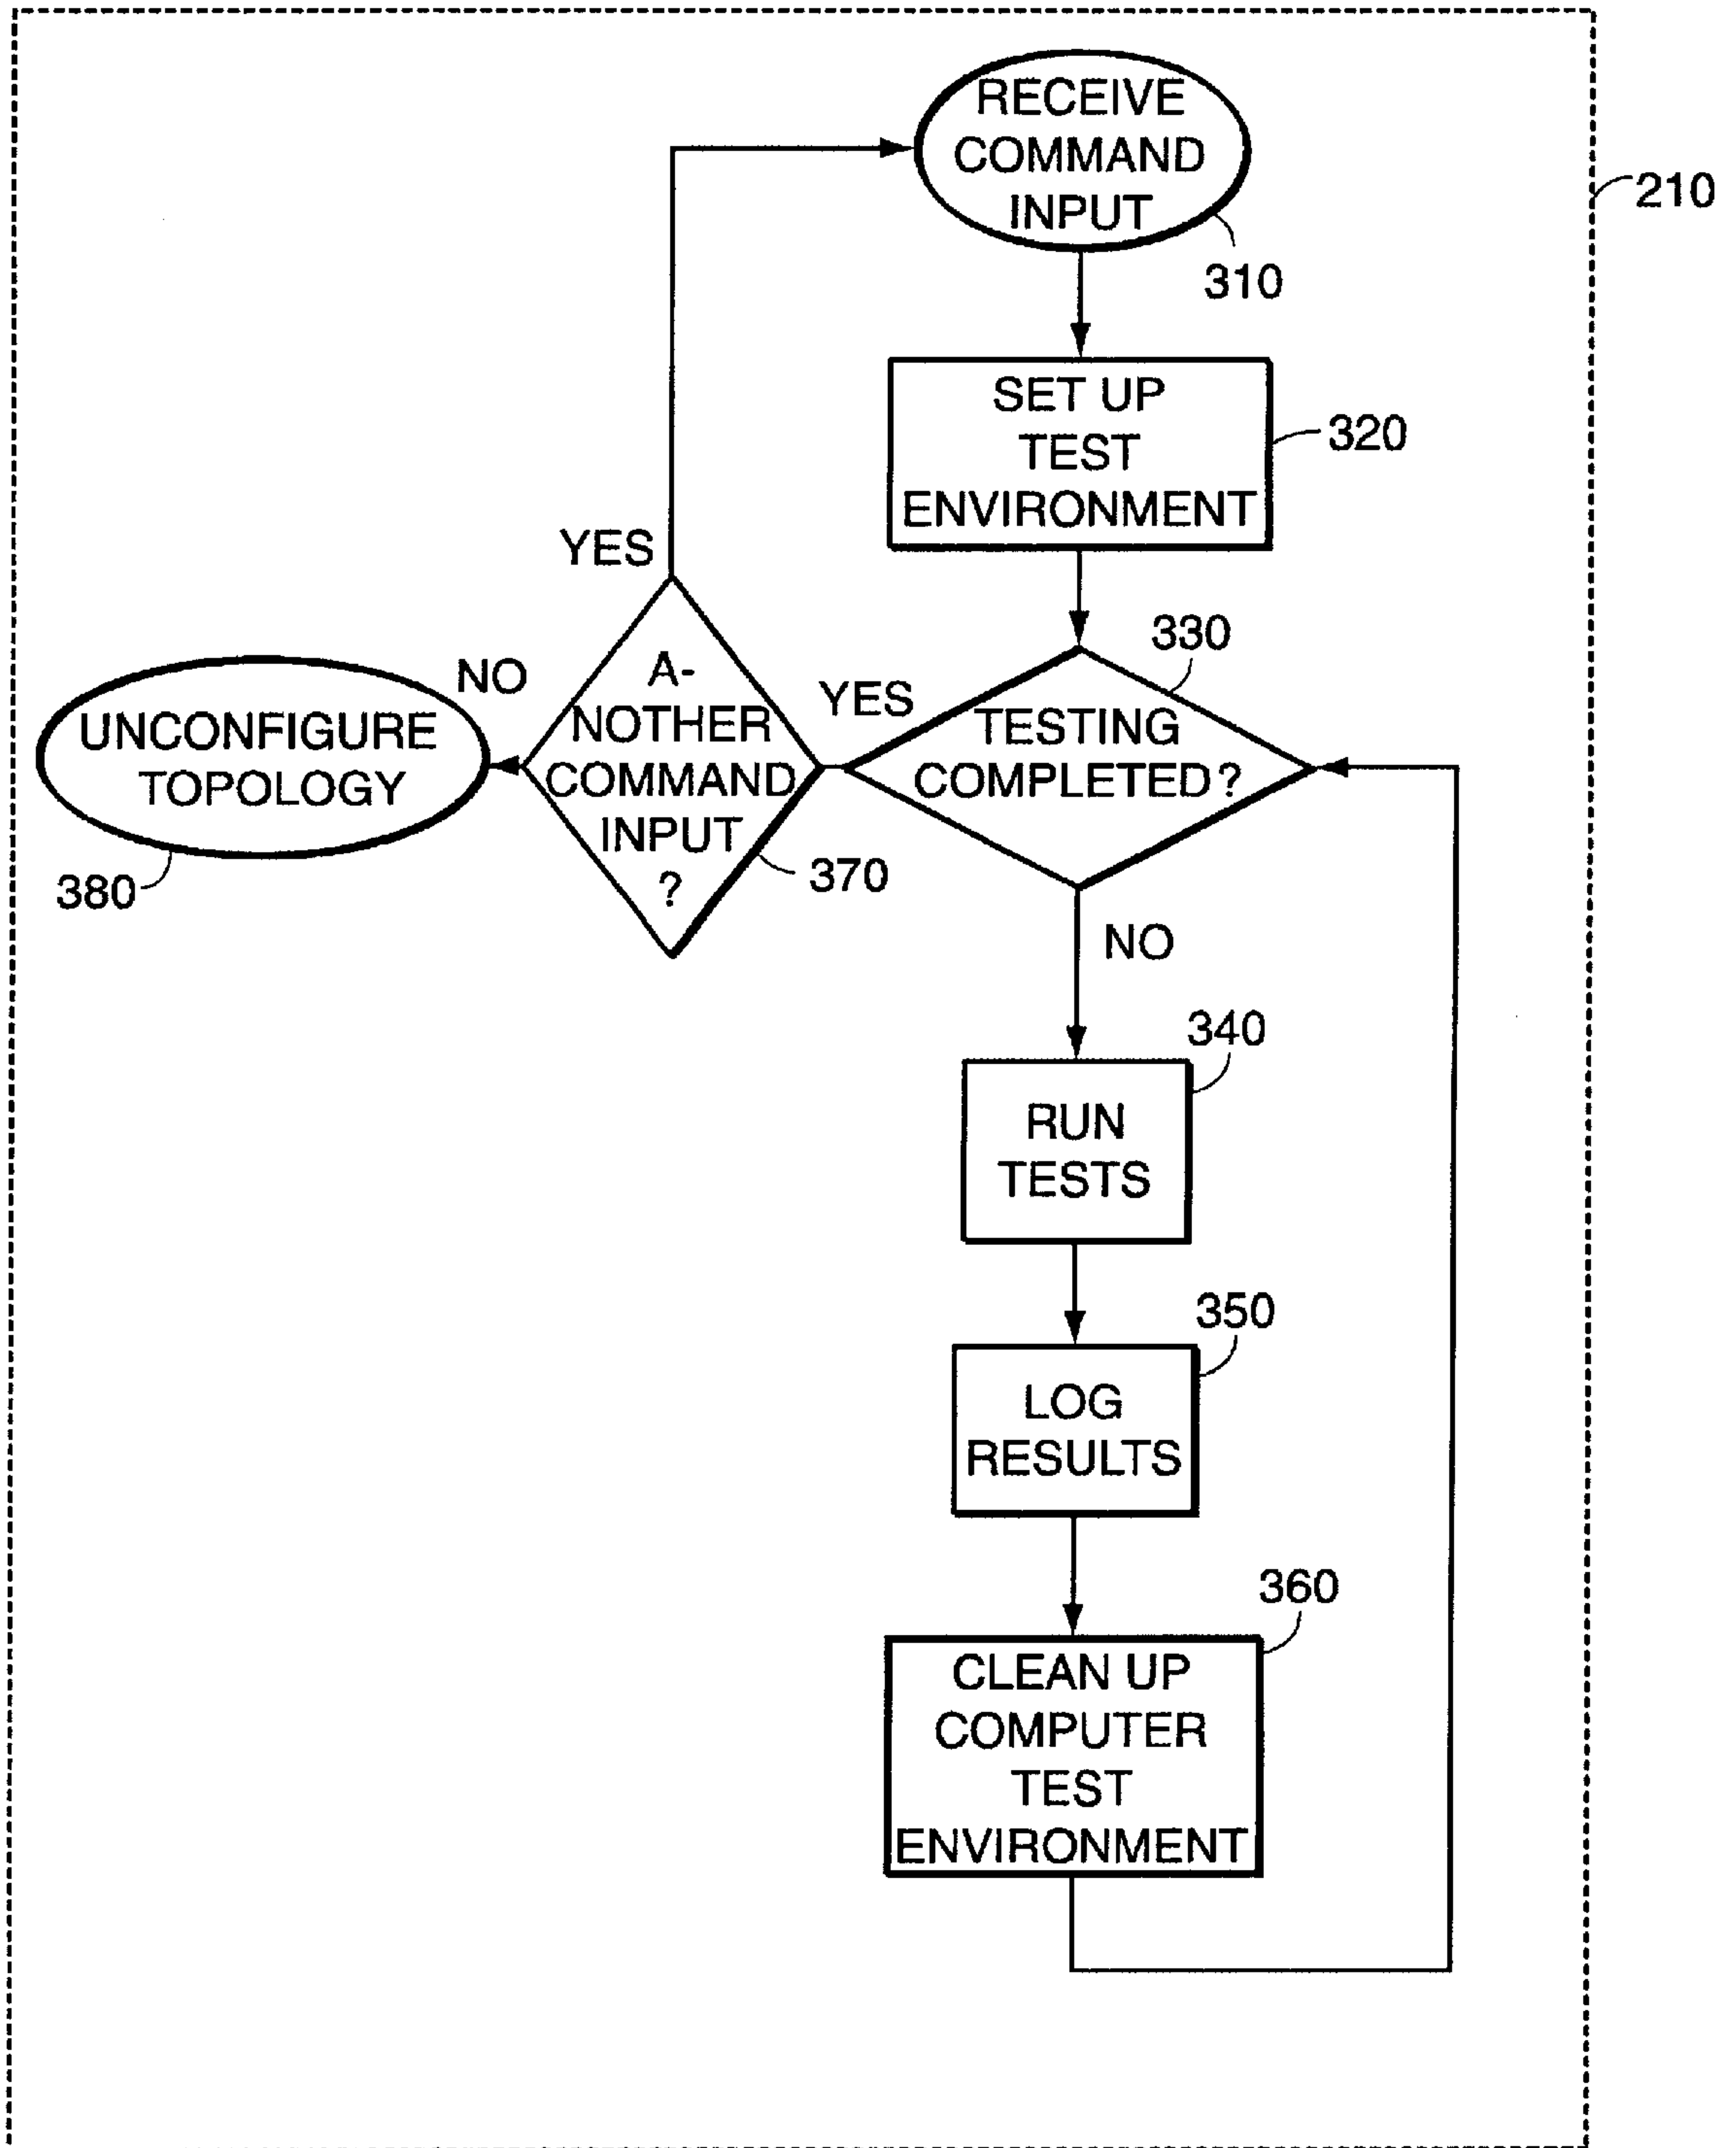 RECEIVE
COMMAND
INPUT
210
310
SET UP
TEST
ENVIRONMENT
320
YES
330
NO
A-
NOTHER
COMMAND
INPUT
?
YES
TESTING
COMPLETED?
UNCONFIGURE
TOPOLOGY
380
370
NO
340
RUN
TESTS
350
LOG
RESULTS
360
CLEAN UP
COMPUTER
TEST
ENVIRONMENT